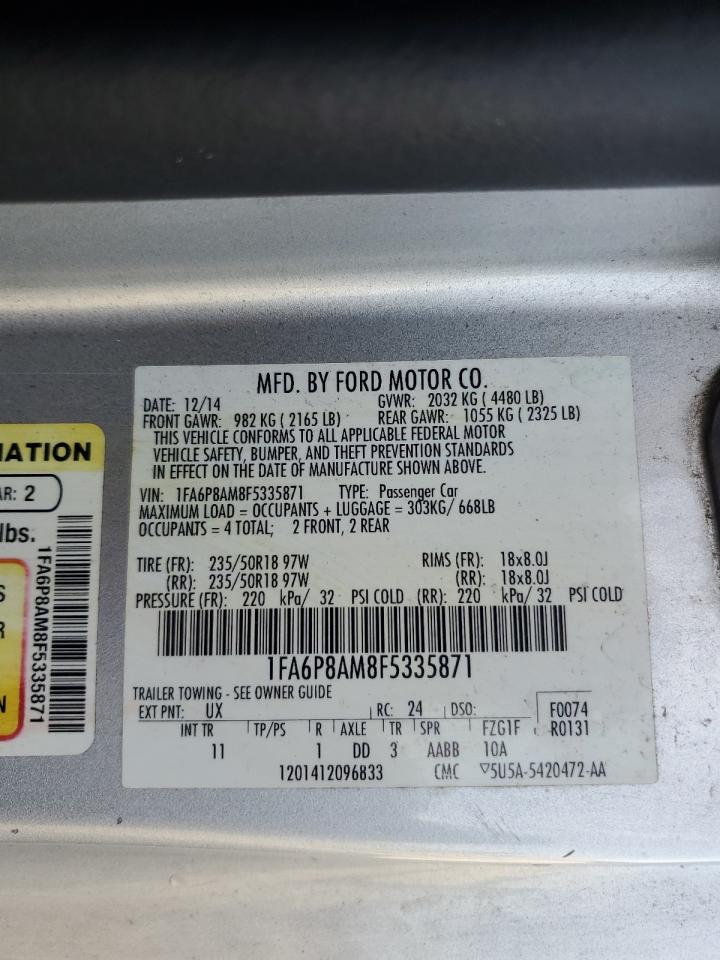 MFD. BY FORD MOTOR CO.
DATE: 12/14 GVWR: 2032 KG ( 4480 LB)
FRONT GAWR: 982 KG ( 2165 LB) REAR GAWR: 1055 KG ( 2325 LB)
THIS VEHICLE CONFORMS TO ALL APPLICABLE FEDERAL MOTOR
VEHICLE SAFETY, BUMPER, AND THEFT PREVENTION STANDARDS
IN EFFECT ON THE DATE OF MANUFACTURE SHOWN ABOVE.
VIN: 1FA6P8AM8F5335871 TYPE: Passenger Car
MAXIMUM LOAD = OCCUPANTS + LUGGAGE = 303KG/ 668LB
OCCUPANTS = 4 TOTAL; 2 FRONT, 2 REAR
TIRE (FR): 235/50R18 97W RIMS (FR): 18x8.0J
(RR): 235/50R18 97W (RR): 18x8.0J
PRESSURE (FR): 220 kPa/ 32 PSI COLD (RR): 220 kPa/ 32 PSI COLD
1FA6P8AM8F5335871
TRAILER TOWING - SEE OWNER GUIDE
EXT PNT: UX RC: 24 DSO: F0074
INT TR TP/PS R AXLE TR SPR FZG1F R0131
11 1 DD 3 AABB 10A
1201412096833 CMC ▽5U5A-5420472-AA
MATION
AR: 2
lbs.
S
R
N
1FA6P8AM8F5335871